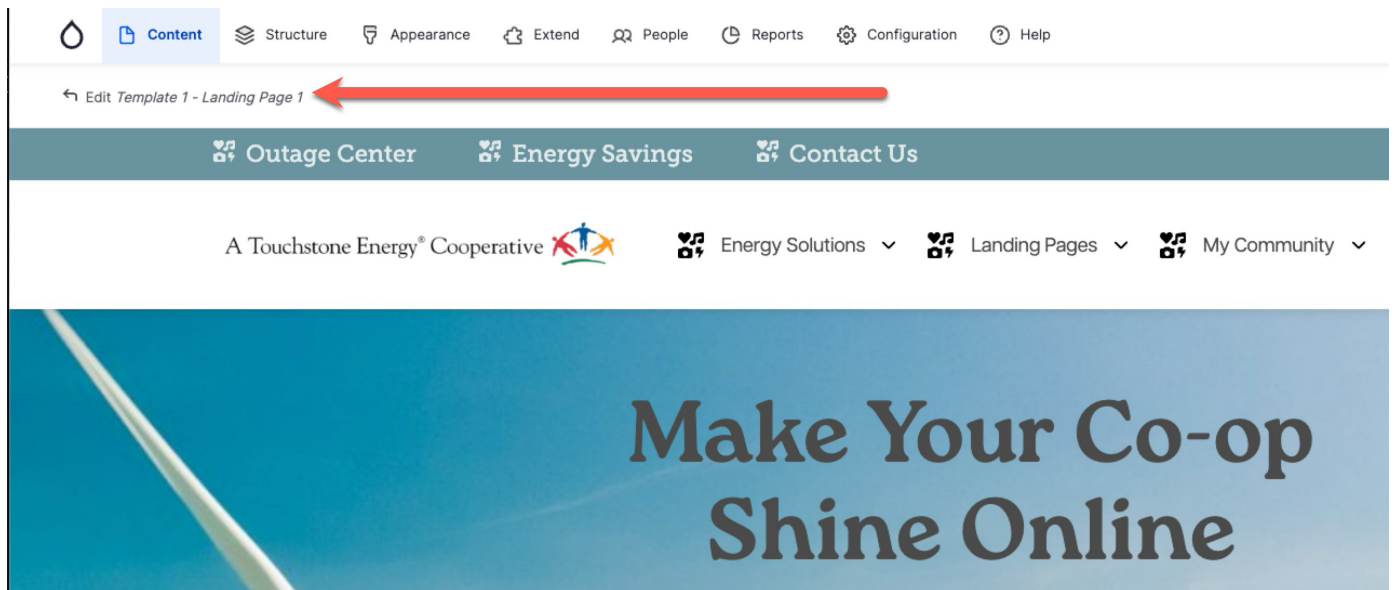 Content Structure Appearance Extend People Reports Configuration Help
Edit Template 1 - Landing Page 1
Outage Center Energy Savings Contact Us
A Touchstone Energy® Cooperative Energy Solutions Landing Pages My Community
Make Your Co-op
Shine Online